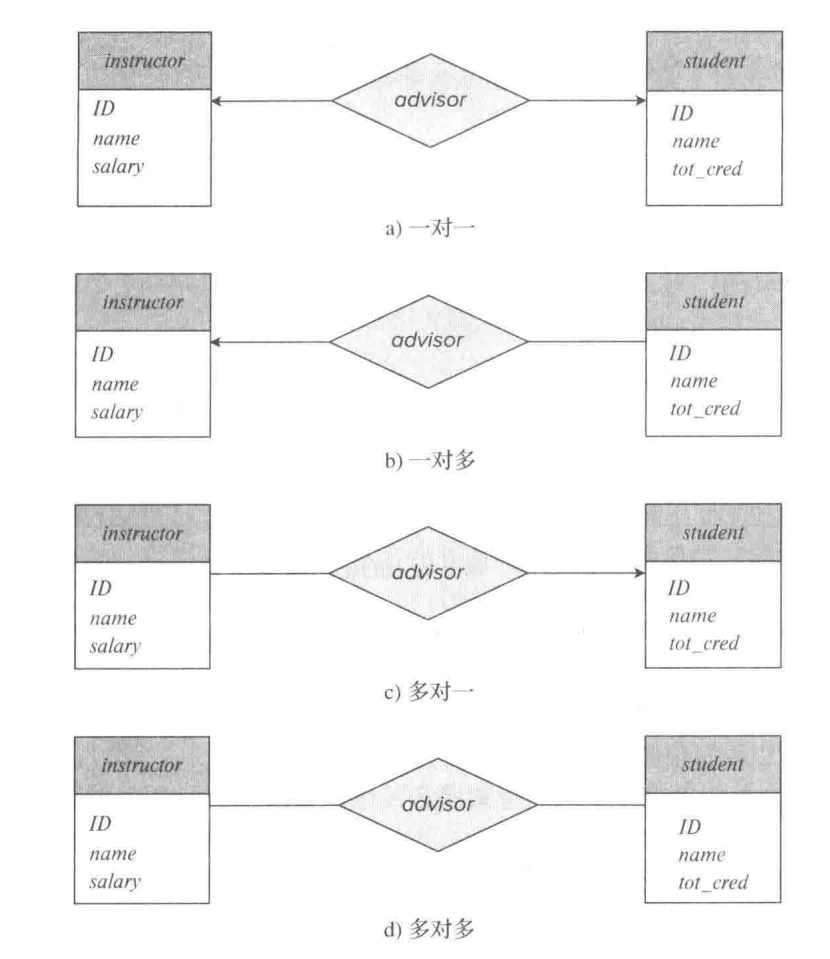 instructor
advisor
student
ID
name
salary
ID
name
tot_cred
a) 一对一
instructor
advisor
student
ID
name
salary
ID
name
tot_cred
b) 一对多
instructor
advisor
student
ID
name
salary
ID
name
tot_cred
c) 多对一
instructor
advisor
student
ID
name
salary
ID
name
tot_cred
d) 多对多